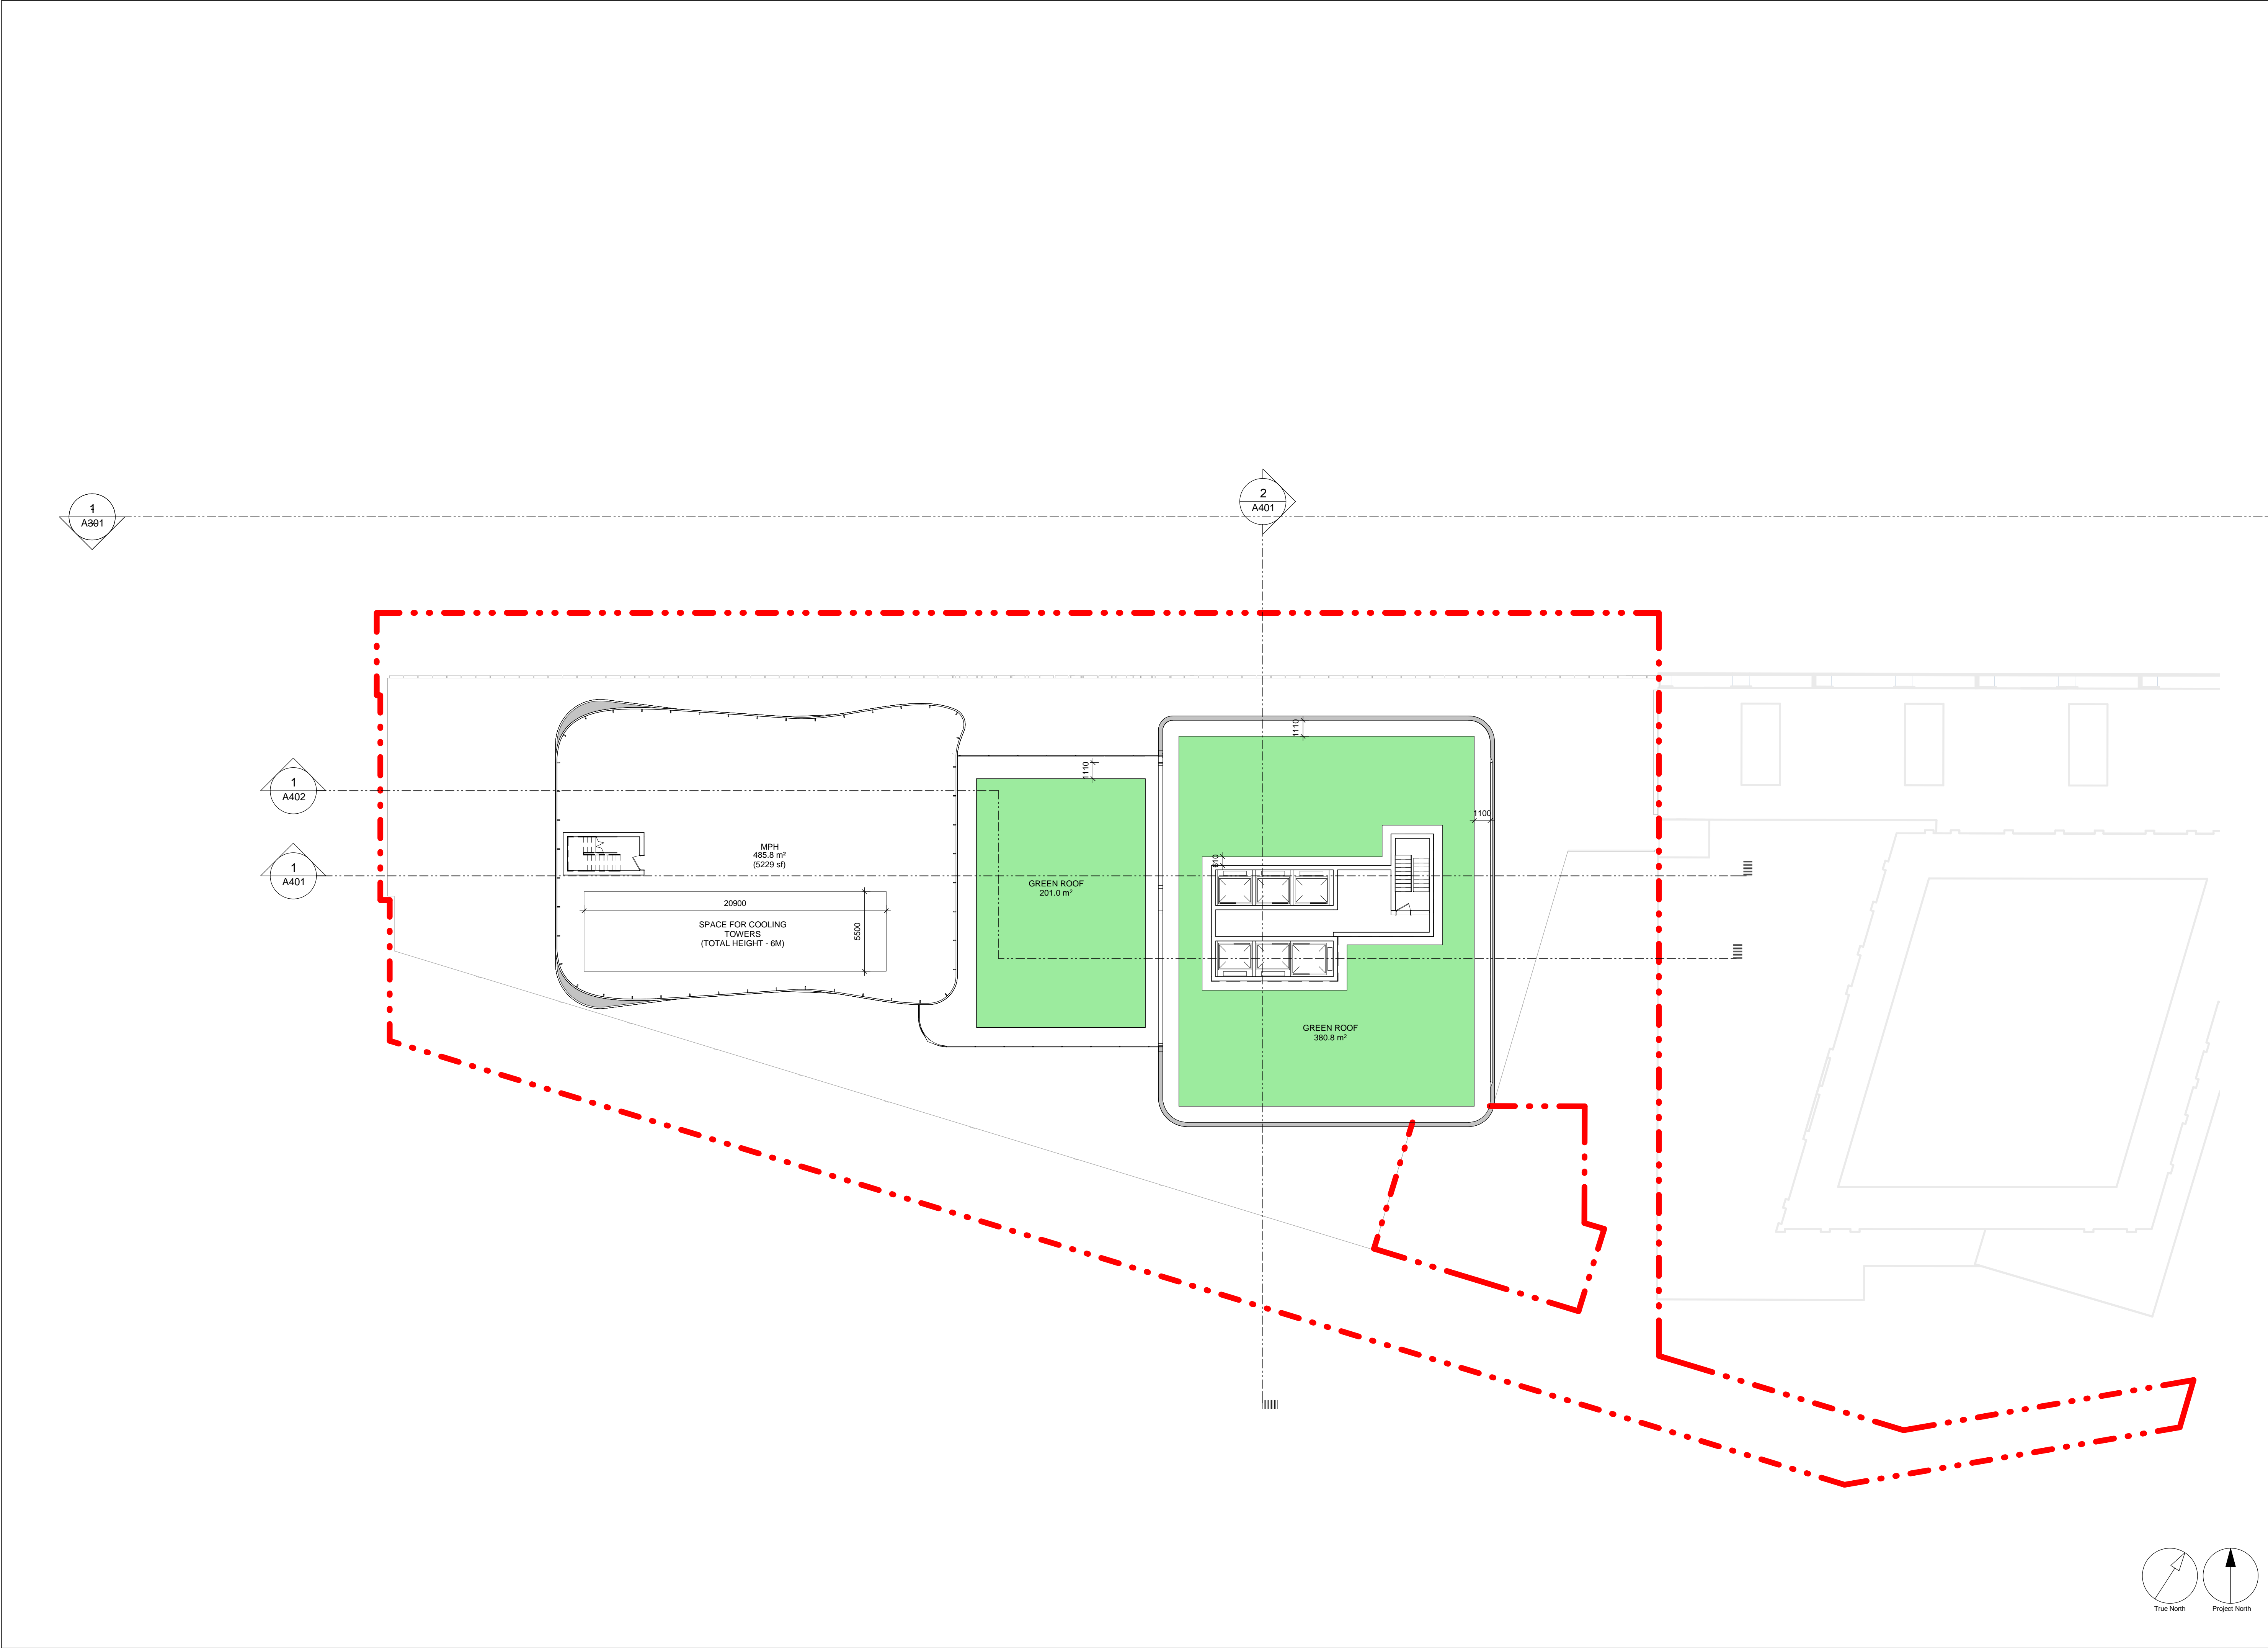 2
A401
1
A301
1110
1110
1
A402
1100
610
MPH
485.8 m²
(5229 sf)
1
A401
GREEN ROOF
201.0 m²
20900
SPACE FOR COOLING
TOWERS
(TOTAL HEIGHT - 6M)
5500
GREEN ROOF
380.8 m²
True North
Project North